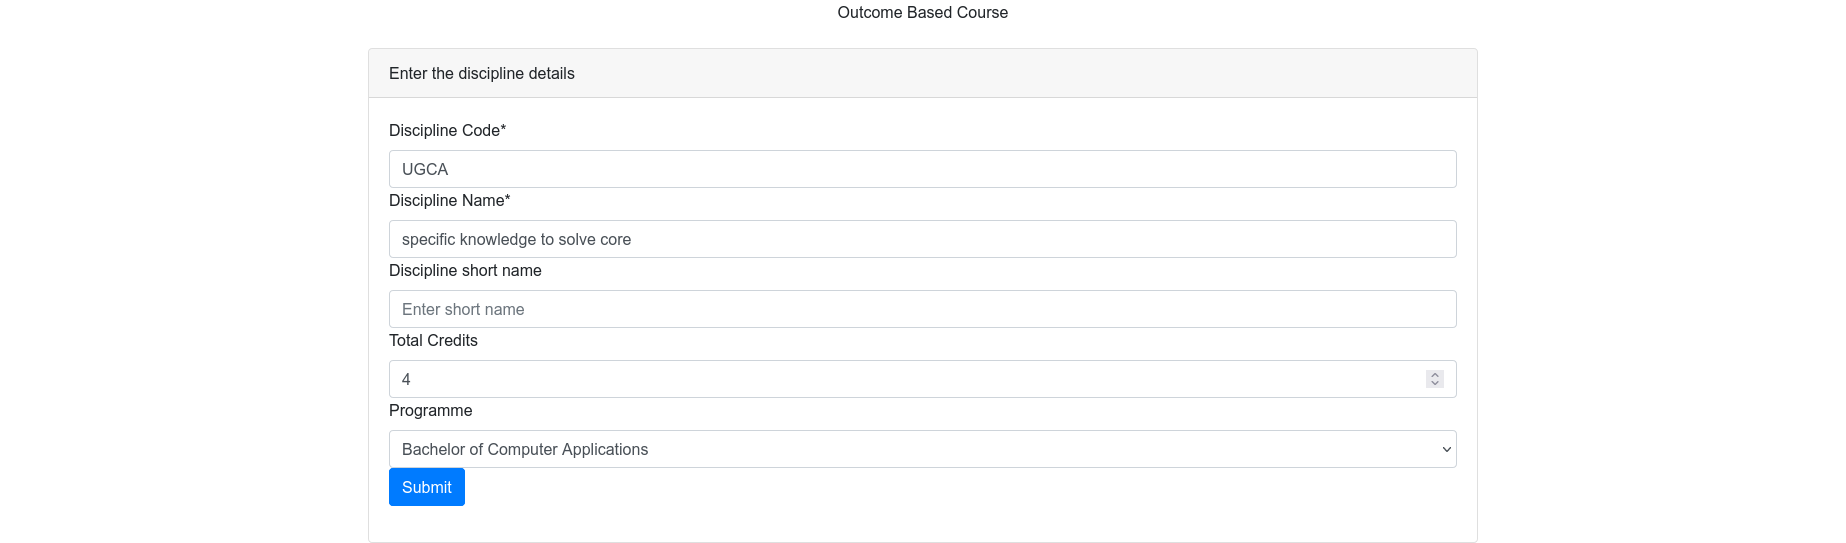 Outcome Based Course
Enter the discipline details
Discipline Code*
UGCA
Discipline Name*
specific knowledge to solve core
Discipline short name
Enter short name
Total Credits
4
Programme
Bachelor of Computer Applications
Submit